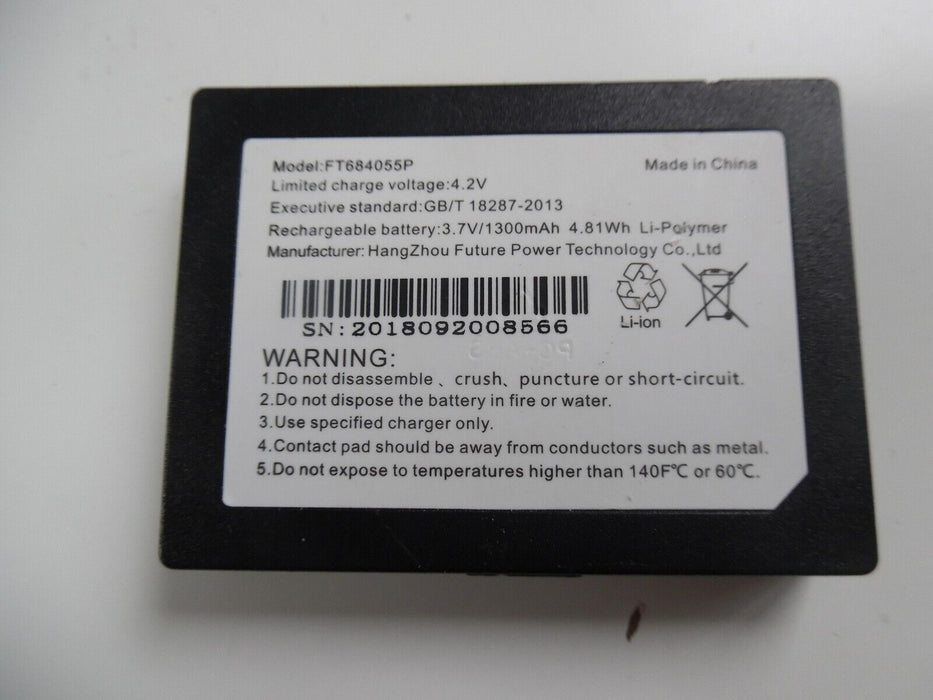 Model:FT684055P Made in China
Limited charge voltage:4.2V
Executive standard:GB/T 18287-2013
Rechargeable battery:3.7V/1300mAh 4.81Wh Li-Polymer
Manufacturer: HangZhou Future Power Technology Co.,Ltd
Li-ion
SN:2018092008566
WARNING:
1.Do not disassemble 、crush、puncture or short-circuit.
2.Do not dispose the battery in fire or water.
3.Use specified charger only.
4.Contact pad should be away from conductors such as metal.
5.Do not expose to temperatures higher than 140F℃ or 60℃.